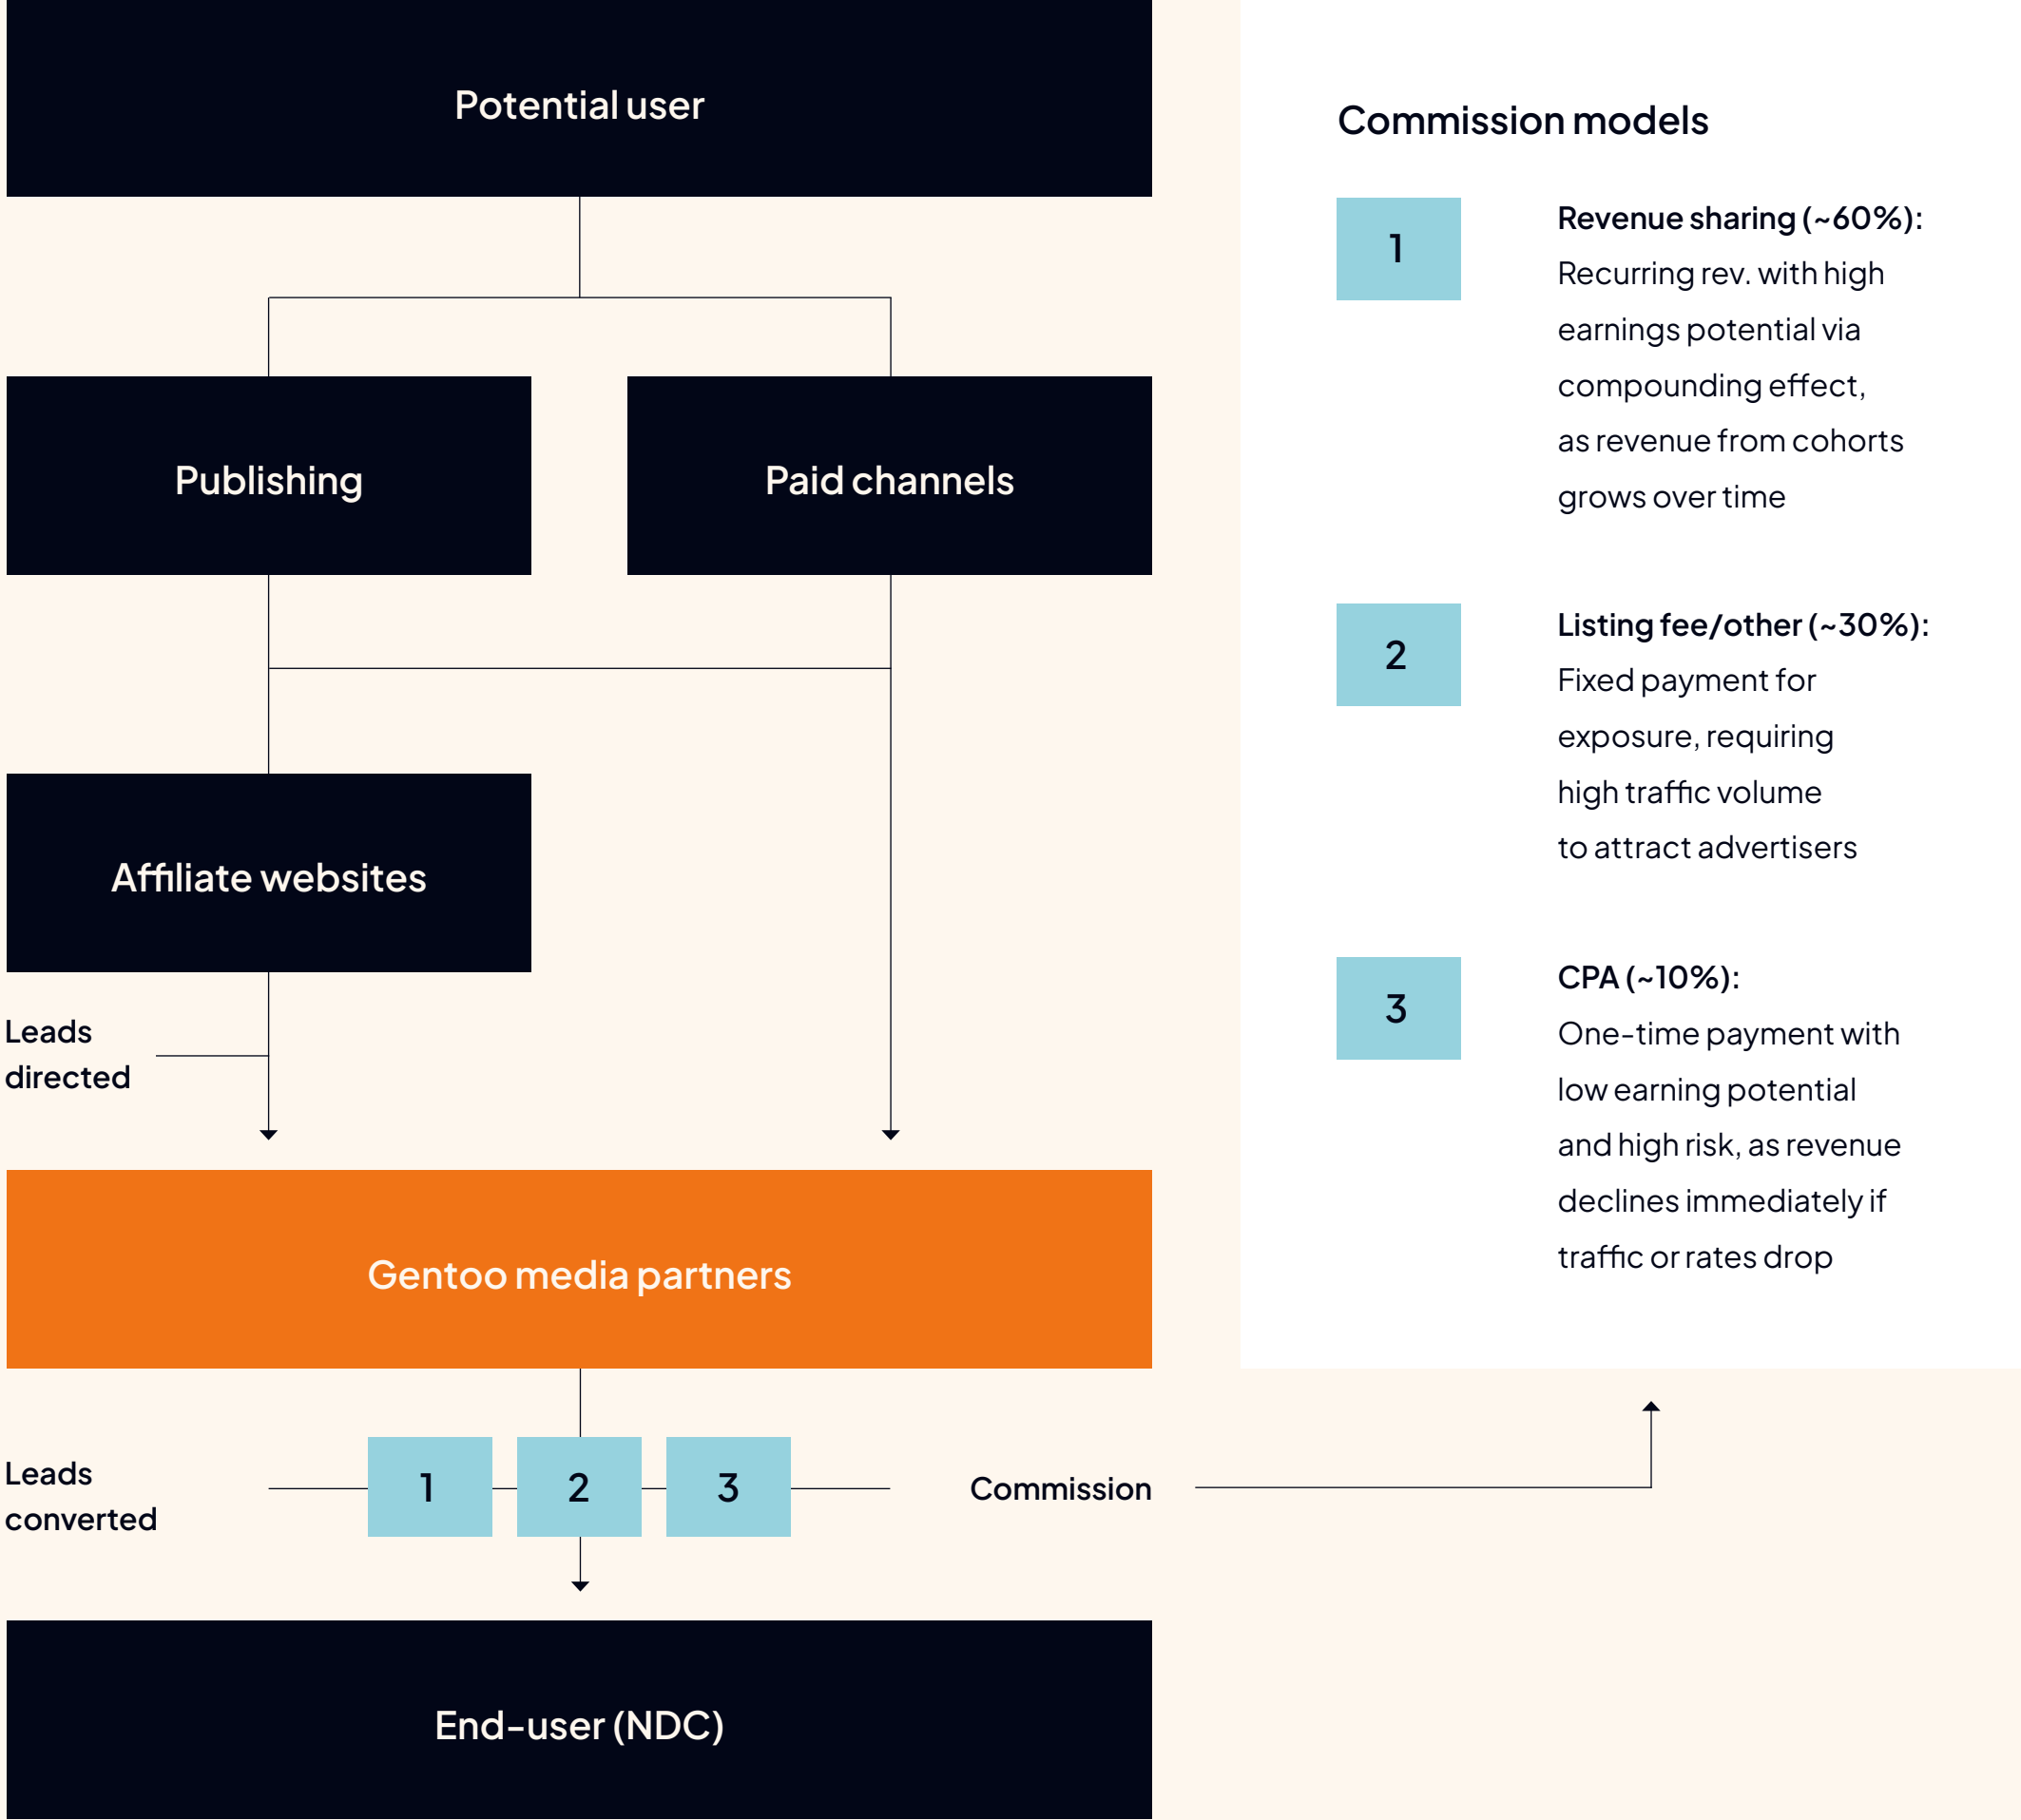 Potential user
Publishing
Paid channels
Affiliate websites
Leads
directed
Gentoo media partners
Leads
converted
1
2
3
Commission
End-user (NDC)
Commission models
1
Revenue sharing (~60%):
Recurring rev. with high
earnings potential via
compounding effect,
as revenue from cohorts
grows over time
2
Listing fee/other (~30%):
Fixed payment for
exposure, requiring
high traffic volume
to attract advertisers
3
CPA (~10%):
One-time payment with
low earning potential
and high risk, as revenue
declines immediately if
traffic or rates drop